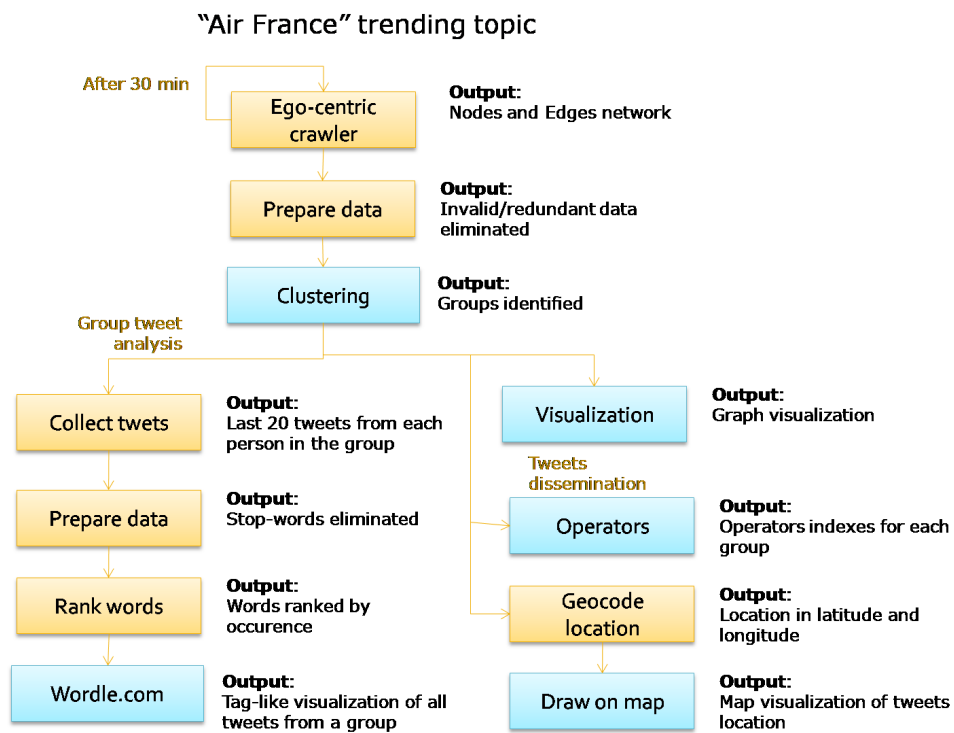 “Air France” trending topic
After 30 min
Ego-centric
crawler
Output:
Nodes and Edges network
Prepare data
Output:
Invalid/redundant data
eliminated
Clustering
Output:
Groups identified
Group tweet
analysis
Collect twets
Output:
Last 20 tweets from each
person in the group
Prepare data
Output:
Stop-words eliminated
Rank words
Output:
Words ranked by
occurence
Wordle.com
Output:
Tag-like visualization of all
tweets from a group
Visualization
Output:
Graph visualization
Tweets
dissemination
Operators
Output:
Operators indexes for each
group
Geocode
location
Output:
Location in latitude and
longitude
Draw on map
Output:
Map visualization of tweets
location